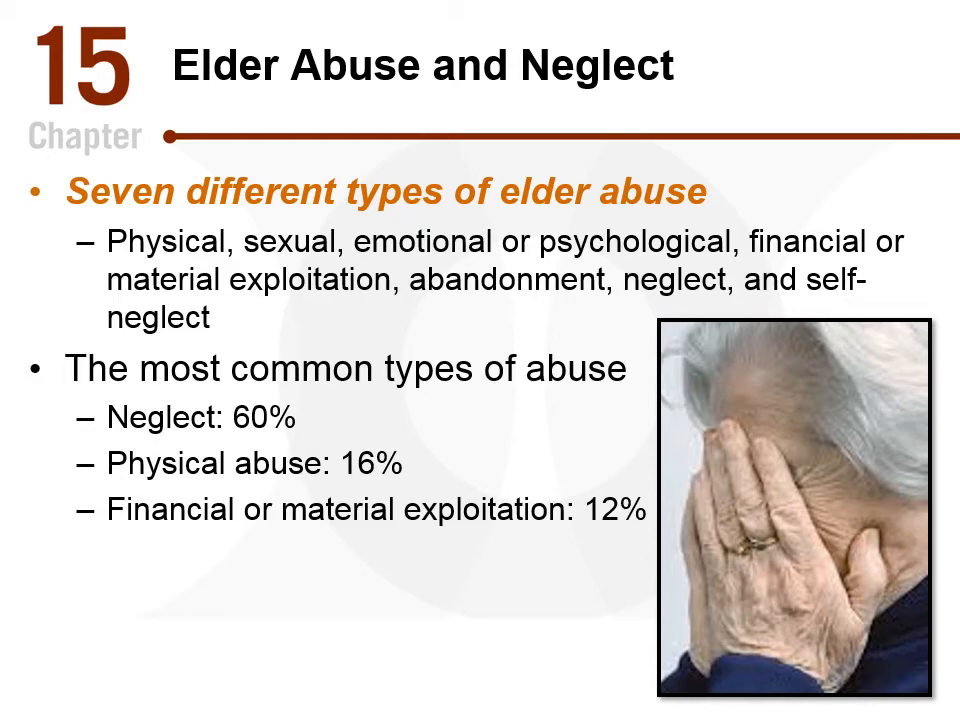 15
Chapter
Elder Abuse and Neglect
• Seven different types of elder abuse
– Physical, sexual, emotional or psychological, financial or
material exploitation, abandonment, neglect, and self-
neglect
• The most common types of abuse
– Neglect: 60%
– Physical abuse: 16%
– Financial or material exploitation: 12%